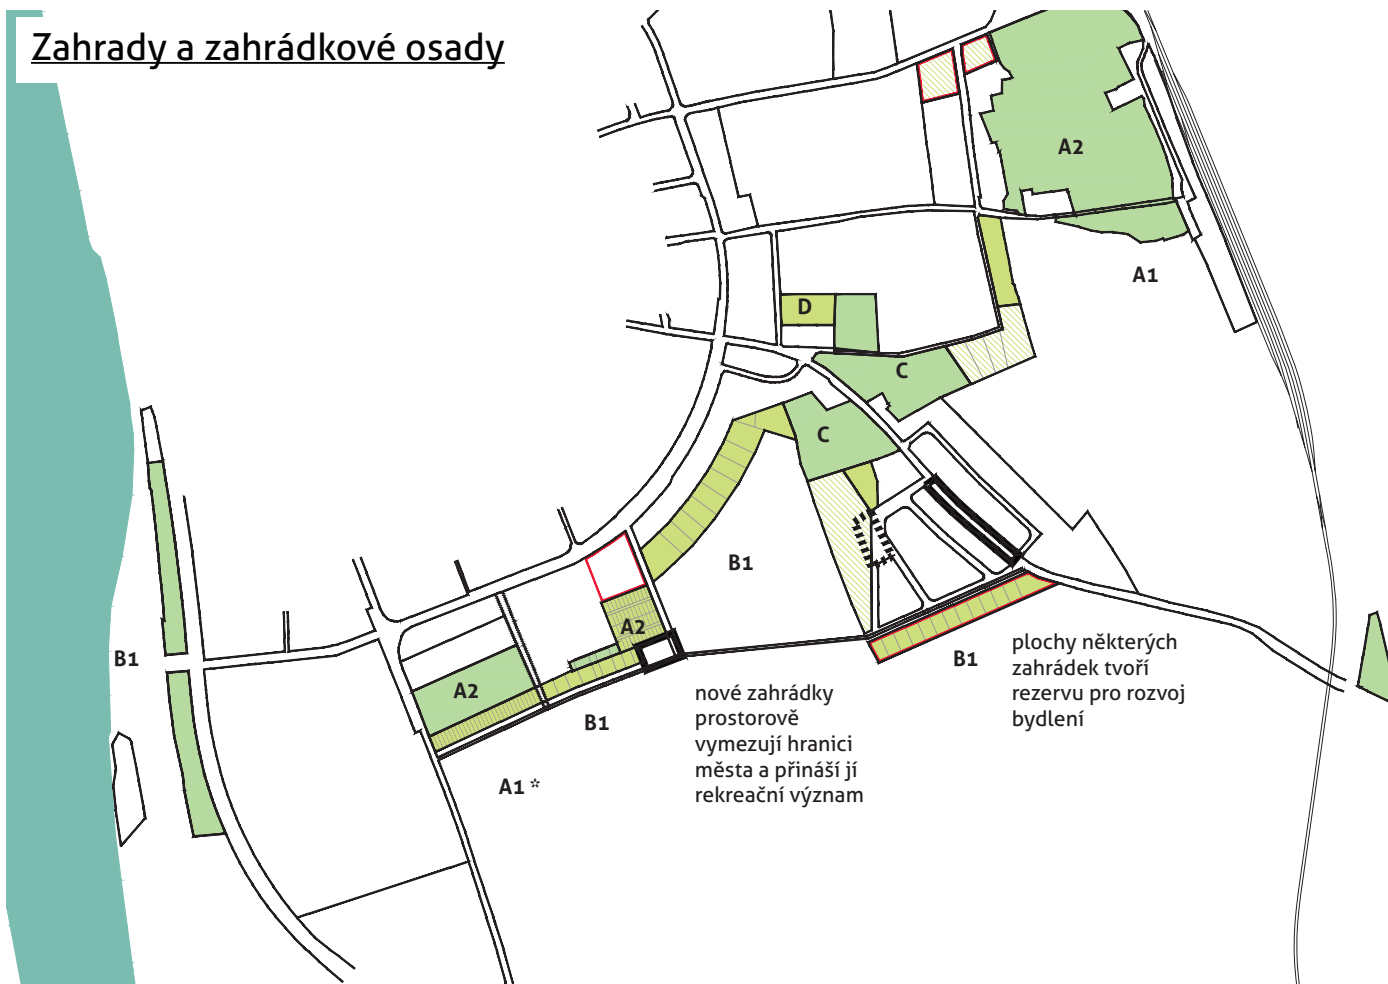 Zahrady a zahrádkové osady
A2
A1
D
C
C
B1
A2
B1
A2
B1
B1
A1 *
plochy některých
zahrádek tvoří
rezervu pro rozvoj
bydlení
nové zahrádky
prostorově
vymezují hranici
města a přináší jí
rekreační význam